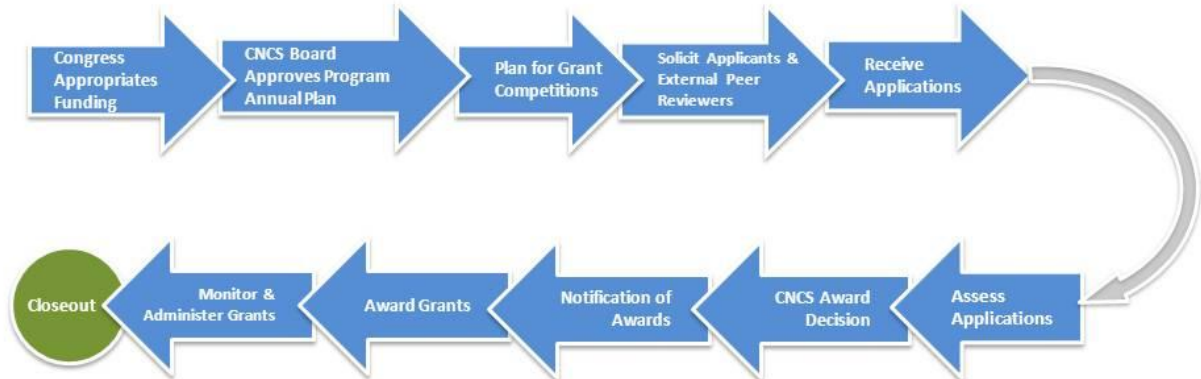 Congress
Appropriates
Funding
CNCS Board
Approves Program
Annual Plan
Plan for Grant
Competitions
Solicit Applicants &
External Peer
Reviewers
Receive
Applications
Assess
Applications
CNCS Award
Decision
Notification of
Awards
Award Grants
Monitor &
Administer Grants
Closeout